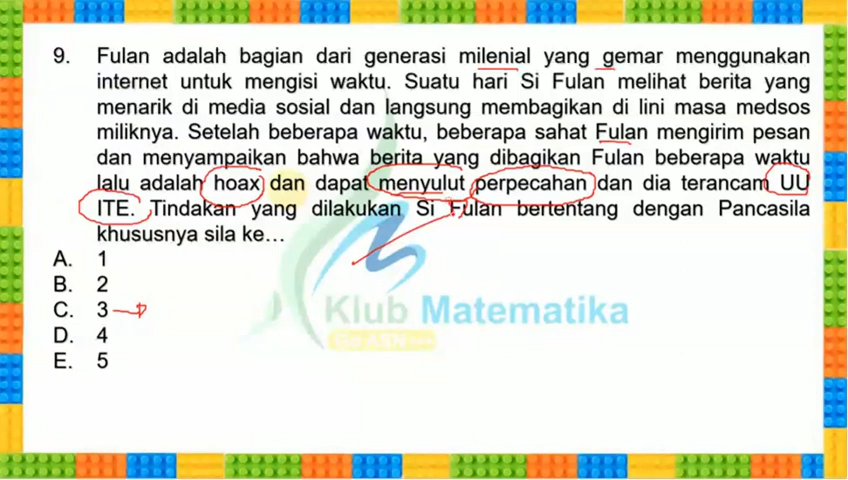 9. Fulan adalah bagian dari generasi milenial yang gemar menggunakan
internet untuk mengisi waktu. Suatu hari Si Fulan melihat berita yang
menarik di media sosial dan langsung membagikan di lini masa medsos
miliknya. Setelah beberapa waktu, beberapa sahat Fulan mengirim pesan
dan menyampaikan bahwa berita yang dibagikan Fulan beberapa waktu
lalu adalah hoax dan dapat menyulut perpecahan dan dia terancam UU
ITE. Tindakan yang dilakukan Si Fulan bertentang dengan Pancasila
khususnya sila ke...
A. 1
B. 2
C. 3
D. 4
E. 5
Klub Matematika
Go ASN